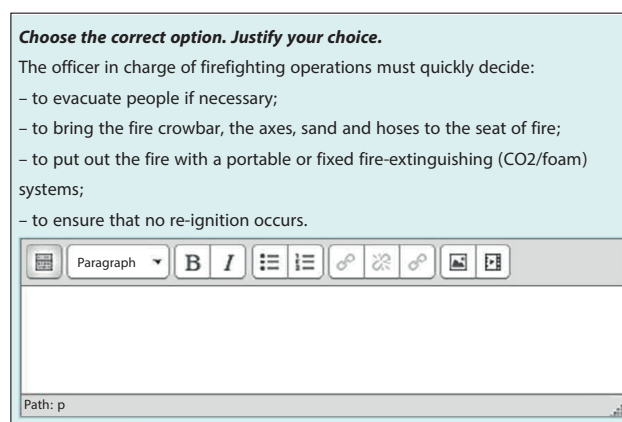 Choose the correct option. Justify your choice.
The officer in charge of firefighting operations must quickly decide:
– to evacuate people if necessary;
– to bring the fire crowbar, the axes, sand and hoses to the seat of fire;
– to put out the fire with a portable or fixed fire-extinguishing (CO2/foam)
systems;
– to ensure that no re-ignition occurs.
Paragraph B I
Path: p